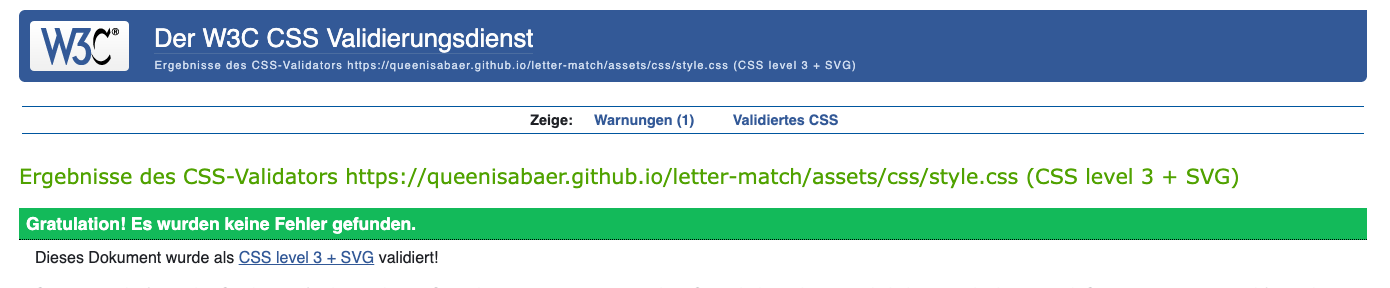 W3C®
Der W3C CSS Validierungsdienst
Ergebnisse des CSS-Validators https://queenisabaer.github.io/letter-match/assets/css/style.css (CSS level 3 + SVG)
Zeige: Warnungen (1) Validiertes CSS
Ergebnisse des CSS-Validators https://queenisabaer.github.io/letter-match/assets/css/style.css (CSS level 3 + SVG)
Gratulation! Es wurden keine Fehler gefunden.
Dieses Dokument wurde als CSS level 3 + SVG validiert!